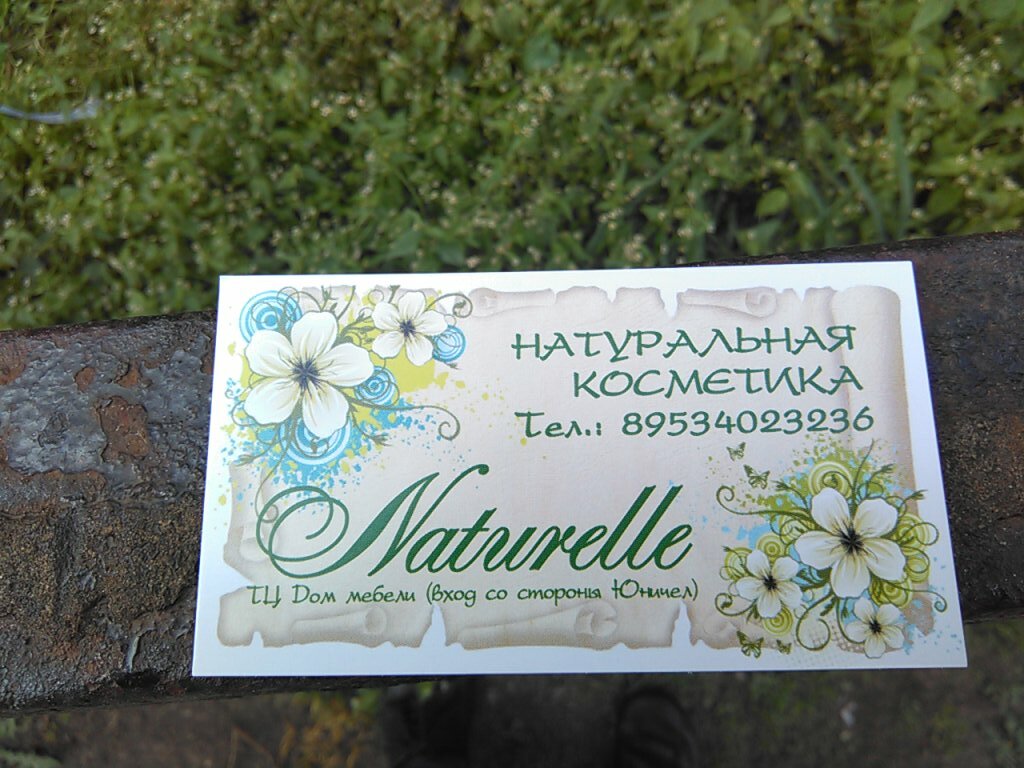 НАТУРАЛЬНАЯ
КОСМЕТИКА
Тел.: 89534023236
Naturelle
ТЦ Дом мебели (вход со стороны Юничел)